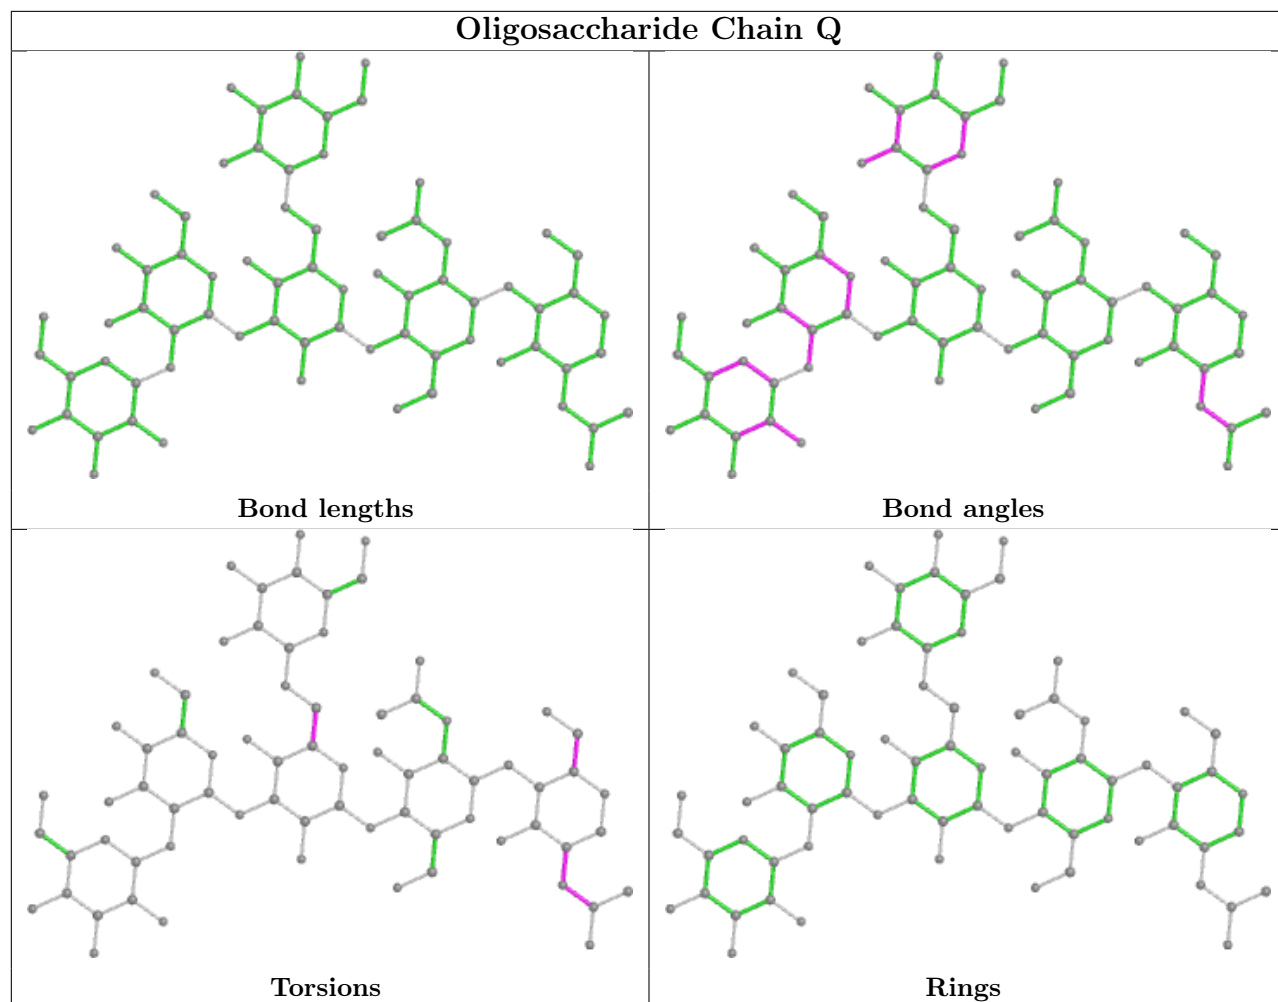 Oligosaccharide Chain Q
Bond lengths
Bond angles
Torsions
Rings